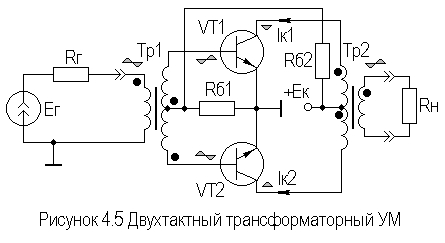 VT1
Iк1
Тр1
Rб2
Тр2
Rг
Rб1
+Eк
Rн
Eг
VT2
Iк2
Рисунок 4.5 Двухтактный трансформаторный УМ